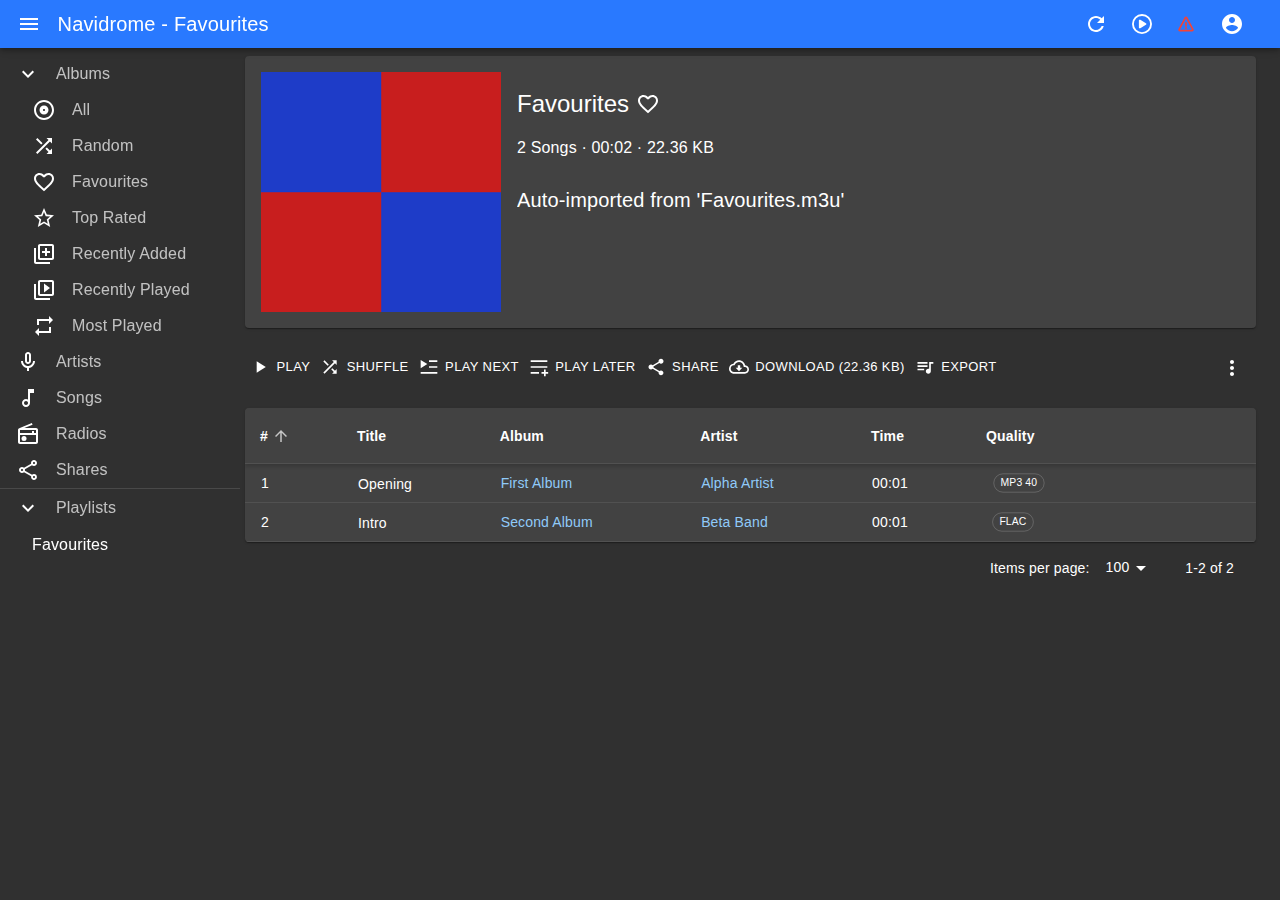 Navidrome - Favourites
Albums
All
Random
Favourites
Top Rated
Recently Added
Recently Played
Most Played
Artists
Songs
Radios
Shares
Playlists
Favourites
Favourites
2 Songs · 00:02 · 22.36 KB
Auto-imported from 'Favourites.m3u'
PLAY SHUFFLE PLAY NEXT PLAY LATER SHARE DOWNLOAD (22.36 KB) EXPORT
# Title Album Artist Time Quality
1 Opening First Album Alpha Artist 00:01 MP3 40
2 Intro Second Album Beta Band 00:01 FLAC
Items per page: 100 1-2 of 2